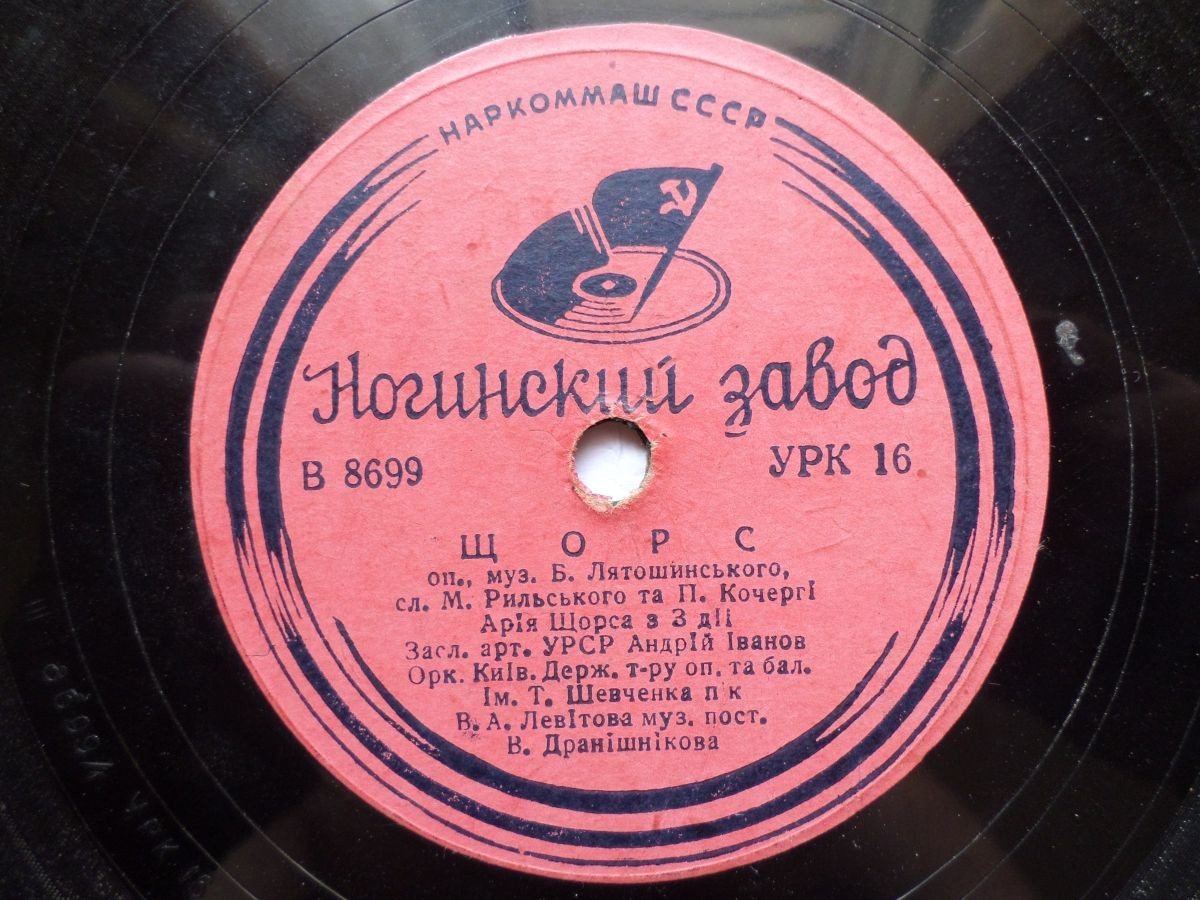 НАРКОММАШ СССР
Ногинский завод
В 8699 УРК 16
ЩОРС
оп., муз. Б. Лятошинського,
сл. М. Рильського та П. Кочергі
Арія Щорса з 3 дії
Засл. арт. УРСР Андрій Іванов
Орк. Київ. Держ. т-ру оп. та бал.
Ім. Т. Шевченка п/к
В. А. Левітова муз. пост.
В. Дранішнікова